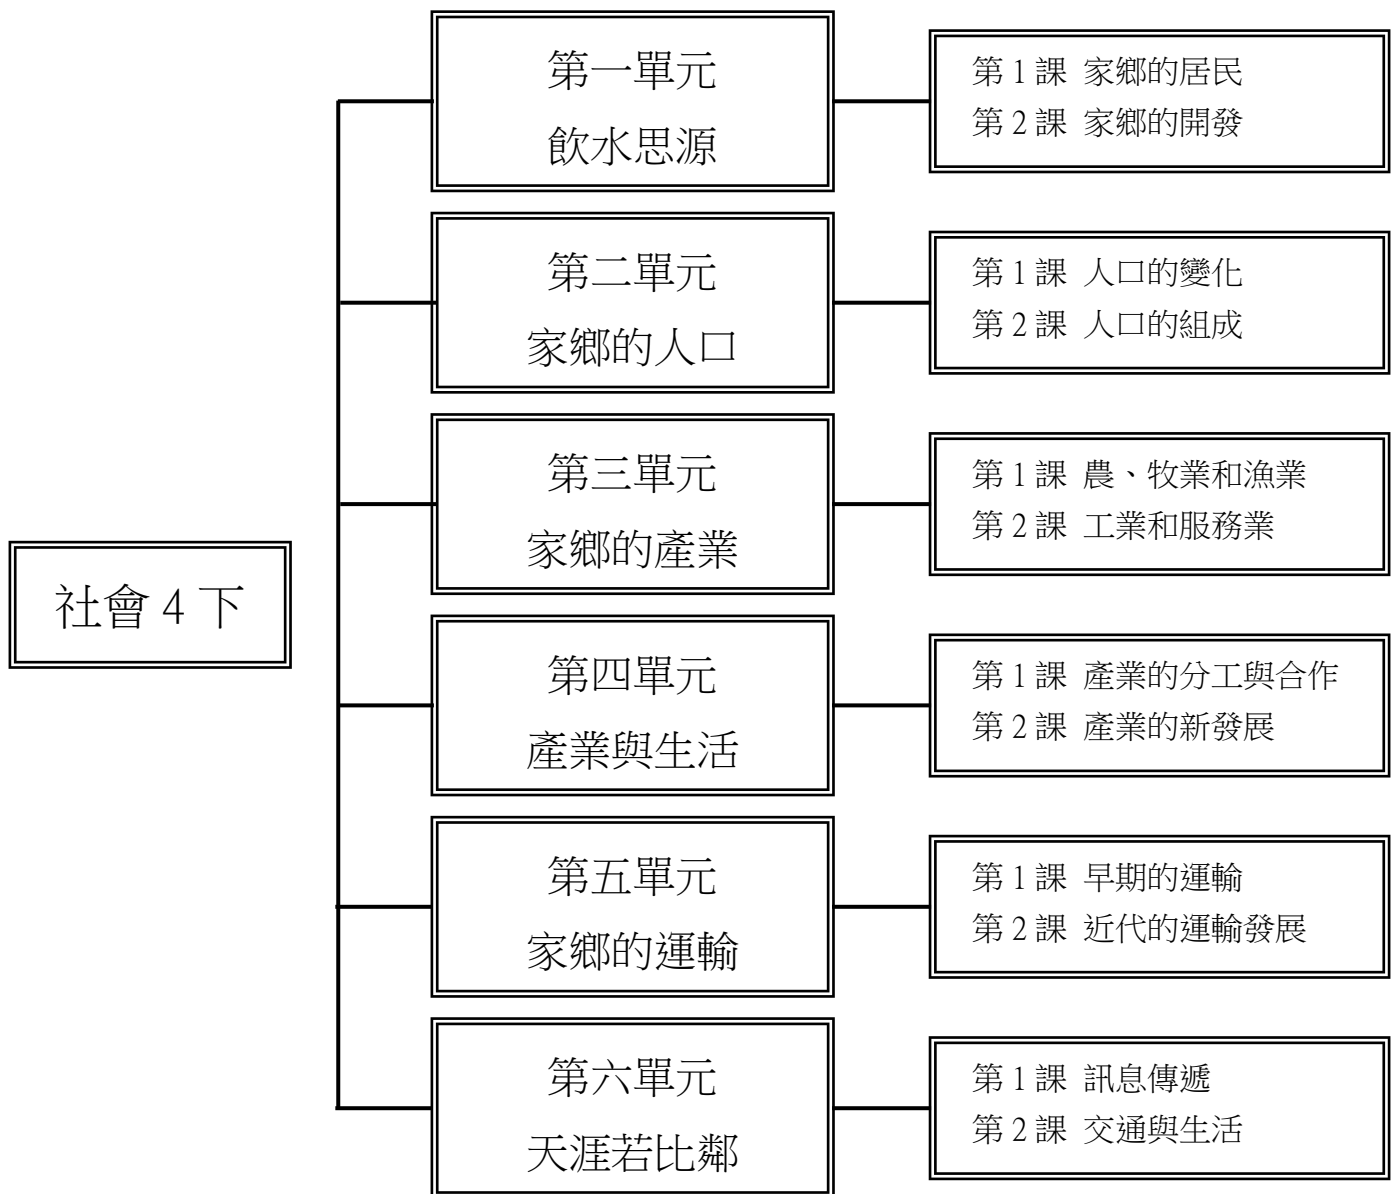 社會 4 下
第一單元
飲水思源
第 1 課 家鄉的居民
第 2 課 家鄉的開發
第二單元
家鄉的人口
第 1 課 人口的變化
第 2 課 人口的組成
第三單元
家鄉的產業
第 1 課 農、牧業和漁業
第 2 課 工業和服務業
第四單元
產業與生活
第 1 課 產業的分工與合作
第 2 課 產業的新發展
第五單元
家鄉的運輸
第 1 課 早期的運輸
第 2 課 近代的運輸發展
第六單元
天涯若比鄰
第 1 課 訊息傳遞
第 2 課 交通與生活